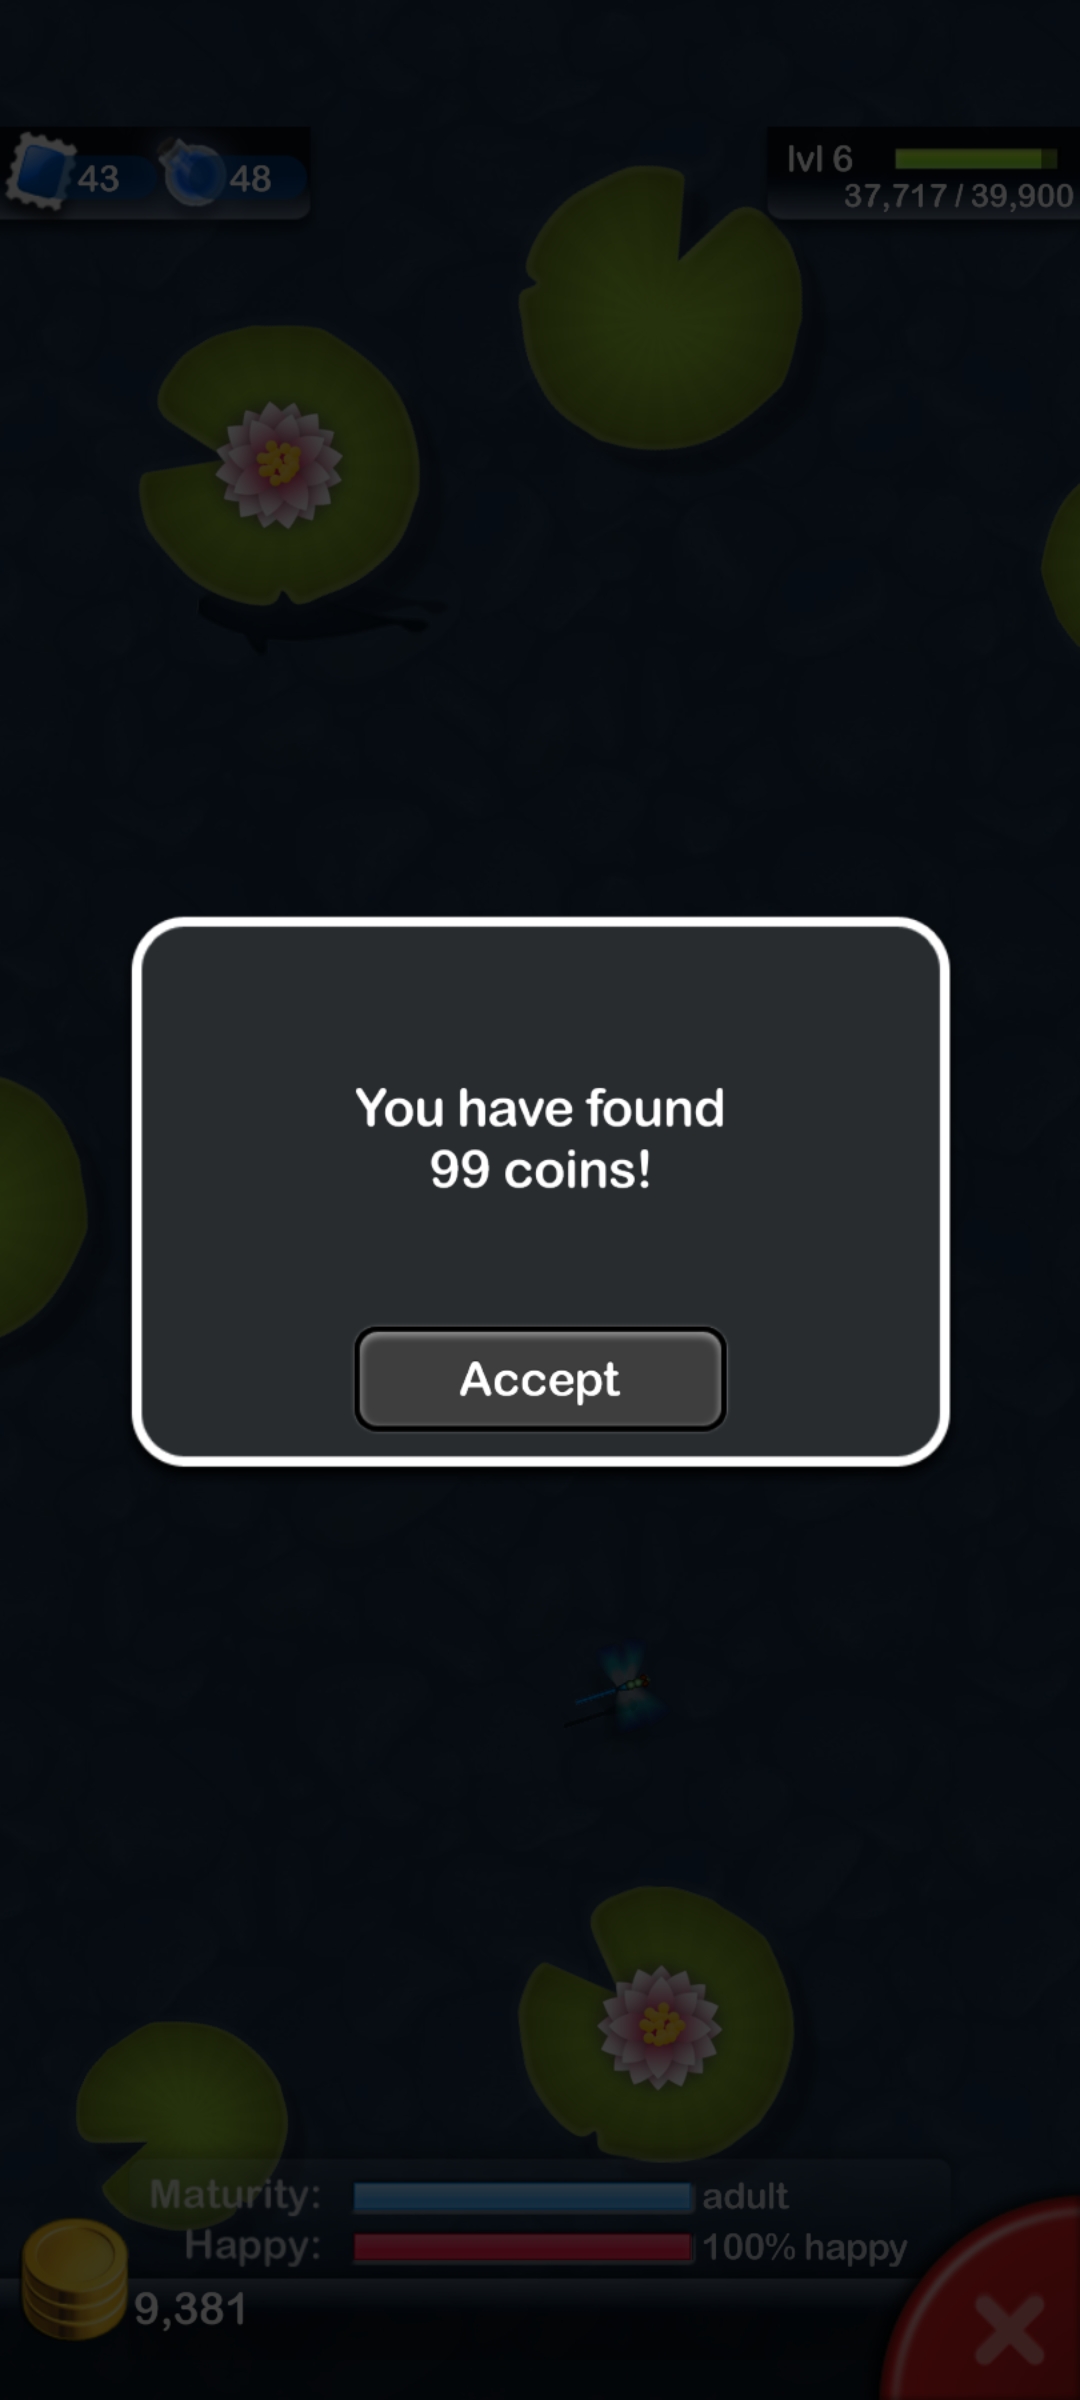 43
48
lvl 6
37,717 / 39,900
You have found
99 coins!
Accept
Maturity:
adult
Happy:
100% happy
9,381